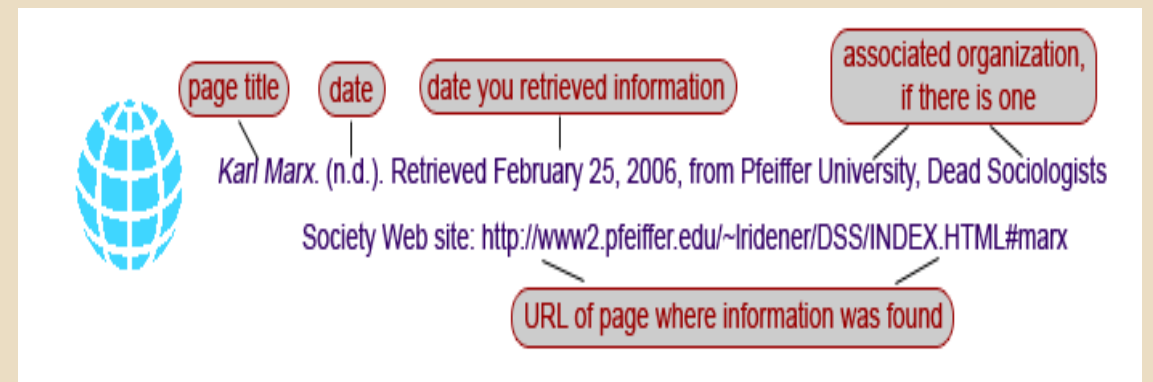 associated organization,
if there is one
page title
date
date you retrieved information
Karl Marx. (n.d.). Retrieved February 25, 2006, from Pfeiffer University, Dead Sociologists
Society Web site: http://www2.pfeiffer.edu/~lridener/DSS/INDEX.HTML#marx
URL of page where information was found